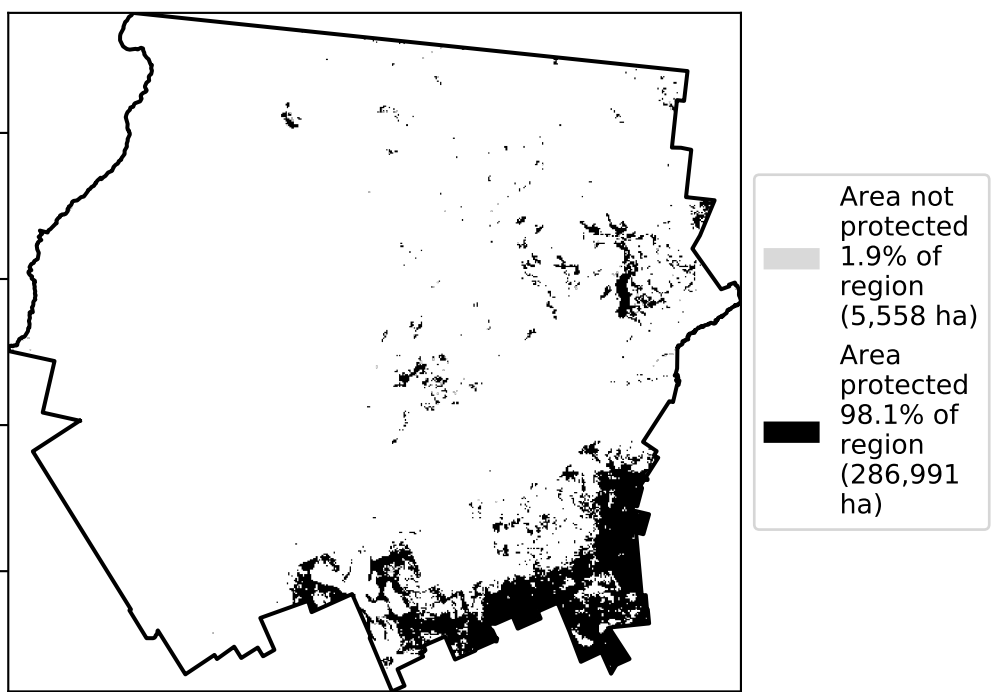 Area not
protected
1.9% of
region
(5,558 ha)
Area
protected
98.1% of
region
(286,991
ha)